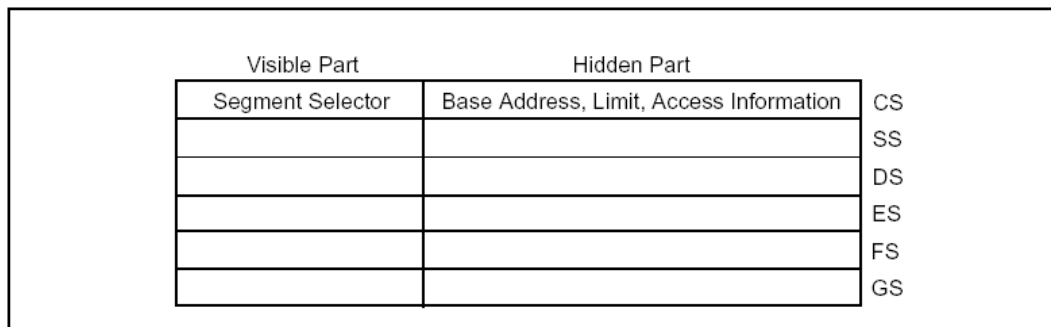 Visible Part Hidden Part
Segment Selector Base Address, Limit, Access Information CS
SS
DS
ES
FS
GS